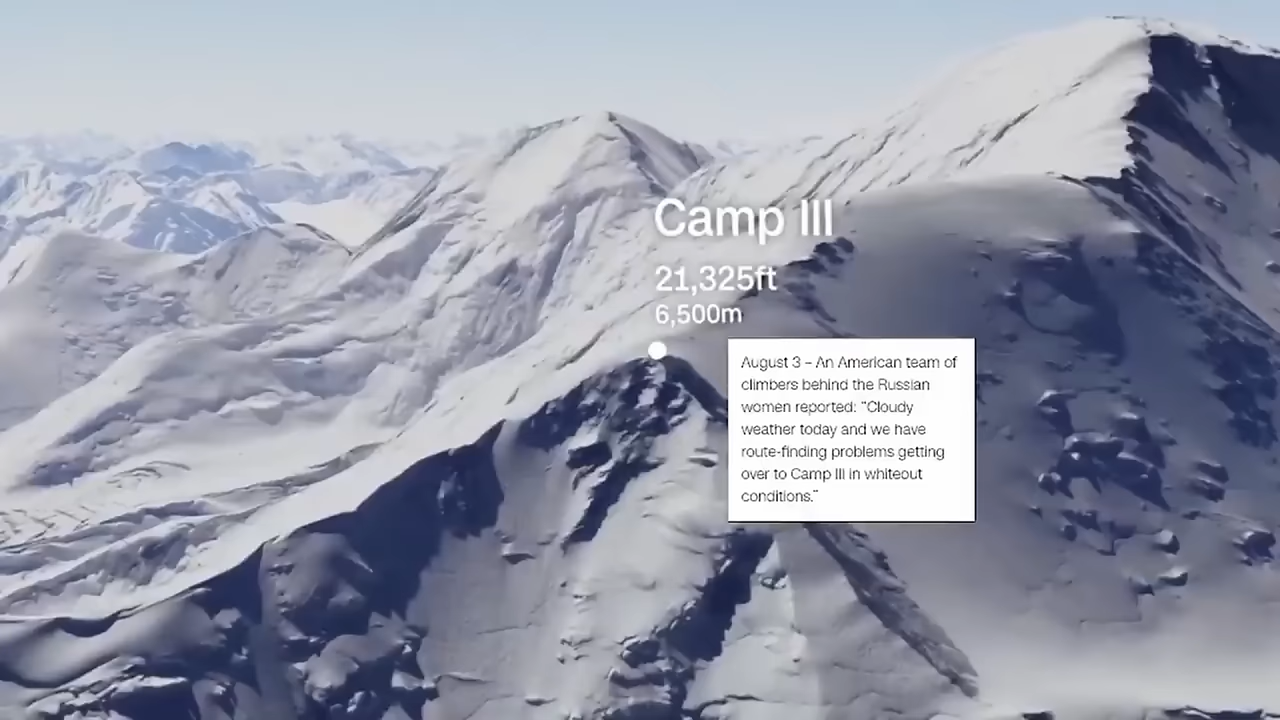 Camp III
21,325ft
6,500m
August 3 – An American team of
climbers behind the Russian
women reported: “Cloudy
weather today and we have
route-finding problems getting
over to Camp III in whiteout
conditions.”